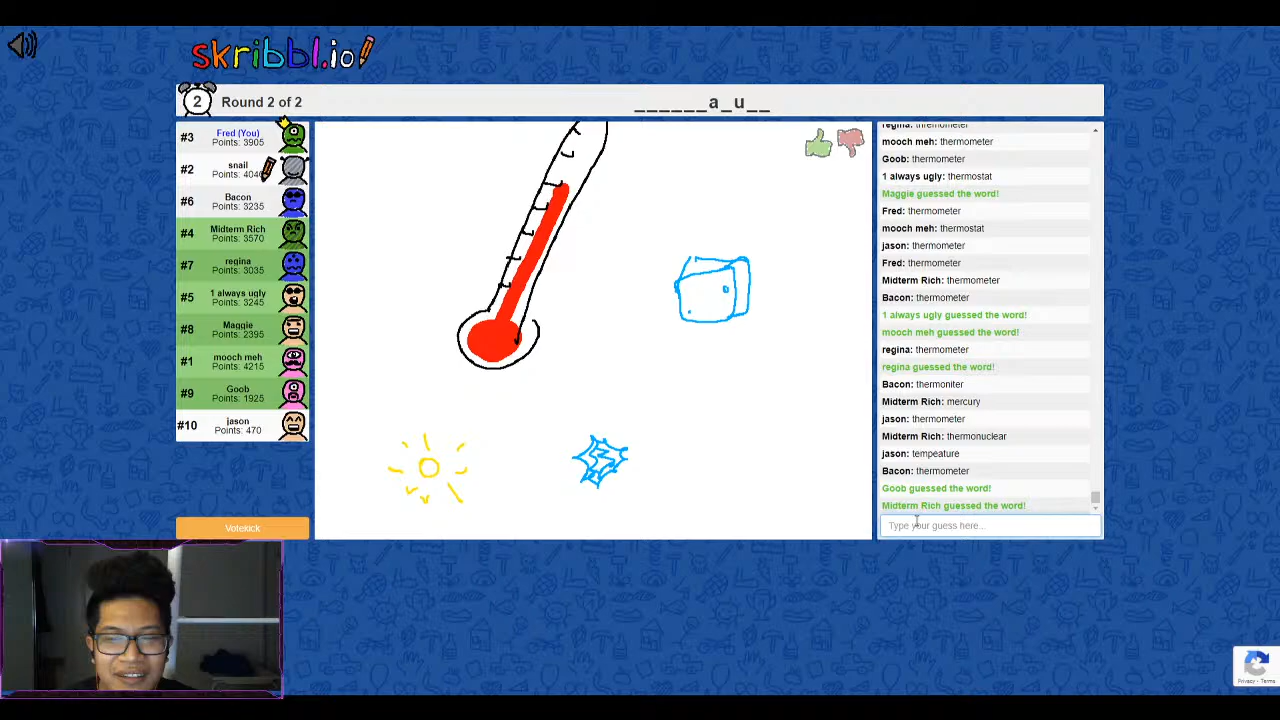 skribbl.io
2
Round 2 of 2
______a_u__
#3
Fred (You)
Points: 3905
#2
snail
Points: 4040
#6
Bacon
Points: 3235
#4
Midterm Rich
Points: 3570
#7
regina
Points: 3035
#5
1 always ugly
Points: 3245
#8
Maggie
Points: 2395
#1
mooch meh
Points: 4215
#9
Goob
Points: 1925
#10
jason
Points: 470
Votekick
mooch meh: thermometer
Goob: thermometer
1 always ugly: thermostat
Maggie guessed the word!
Fred: thermometer
mooch meh: thermostat
jason: thermometer
Fred: thermometer
Midterm Rich: thermometer
Bacon: thermometer
1 always ugly guessed the word!
mooch meh guessed the word!
regina: thermometer
regina guessed the word!
Bacon: thermoniter
Midterm Rich: mercury
jason: thermometer
Midterm Rich: thermonuclear
jason: tempeature
Bacon: thermometer
Goob guessed the word!
Midterm Rich guessed the word!
Type your guess here...
Privacy - Terms